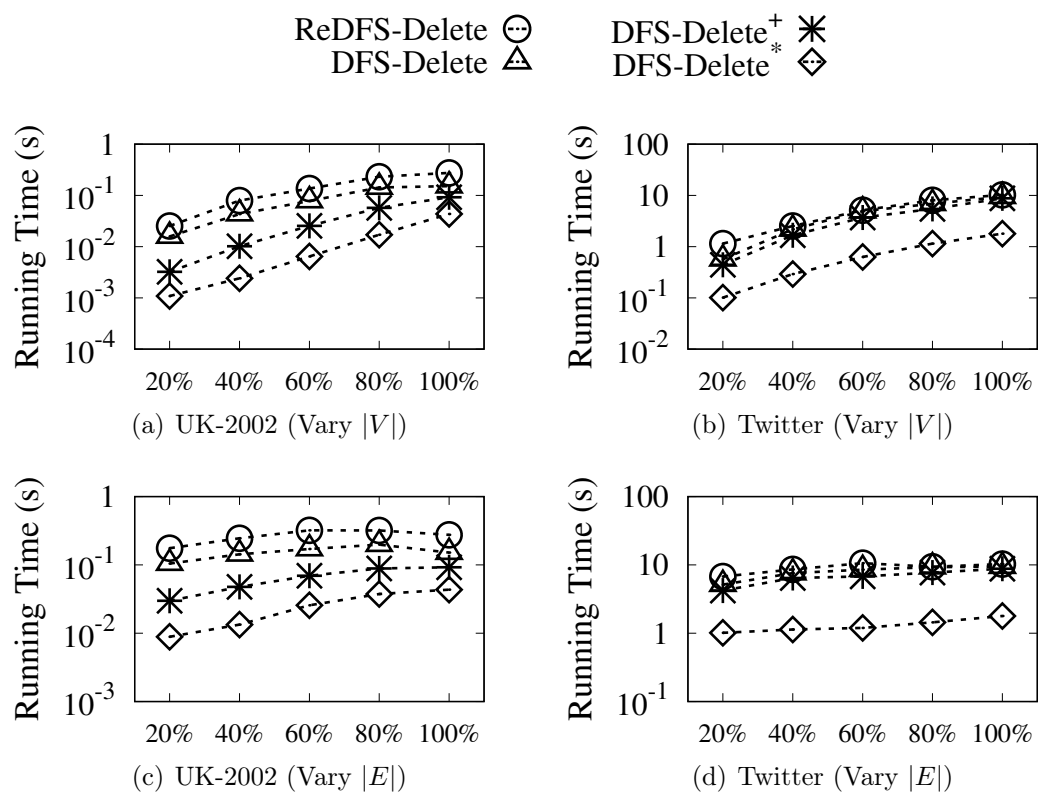 ReDFS-Delete
DFS-Delete
DFS-Delete+
DFS-Delete*
Running Time (s)
1
10-1
10-2
10-3
10-4
20% 40% 60% 80% 100%
(a) UK-2002 (Vary |V|)
Running Time (s)
100
10
1
10-1
10-2
20% 40% 60% 80% 100%
(b) Twitter (Vary |V|)
Running Time (s)
1
10-1
10-2
10-3
20% 40% 60% 80% 100%
(c) UK-2002 (Vary |E|)
Running Time (s)
100
10
1
10-1
20% 40% 60% 80% 100%
(d) Twitter (Vary |E|)